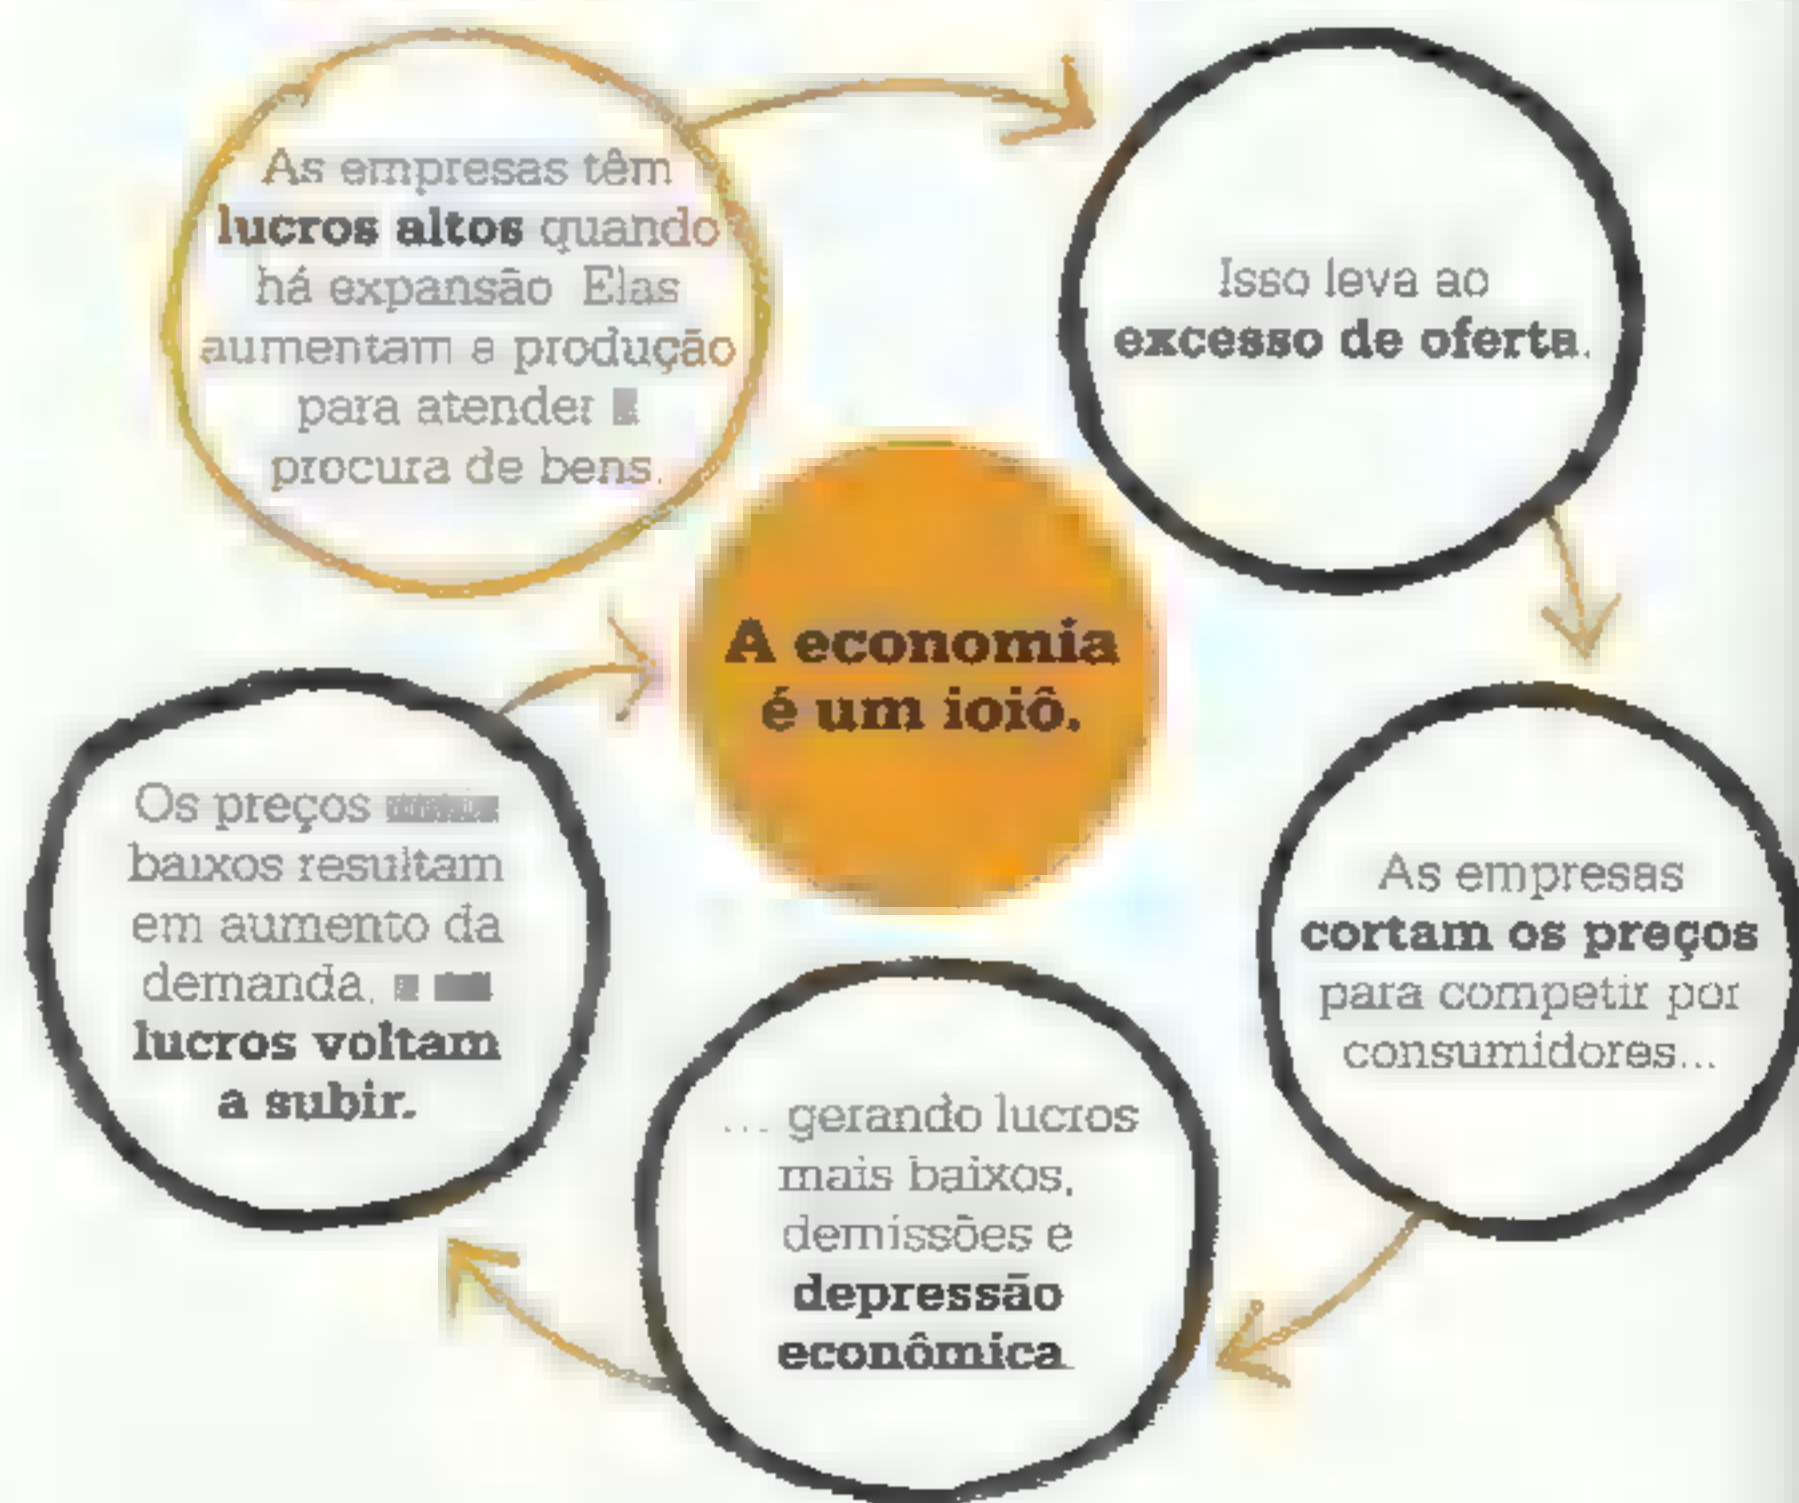 As empresas têm
lucros altos quando
há expansão Elas
aumentam a produção
para atender
procura de bens.
Isso leva ao
excesso de oferta.
As empresas
cortam os preços
para competir por
consumidores...
... gerando lucros
mais baixos,
demissões e
depressão
econômica
Os preços
baixos resultam
em aumento da
demanda,
lucros voltam
a subir.
A economia
é um ioiô.